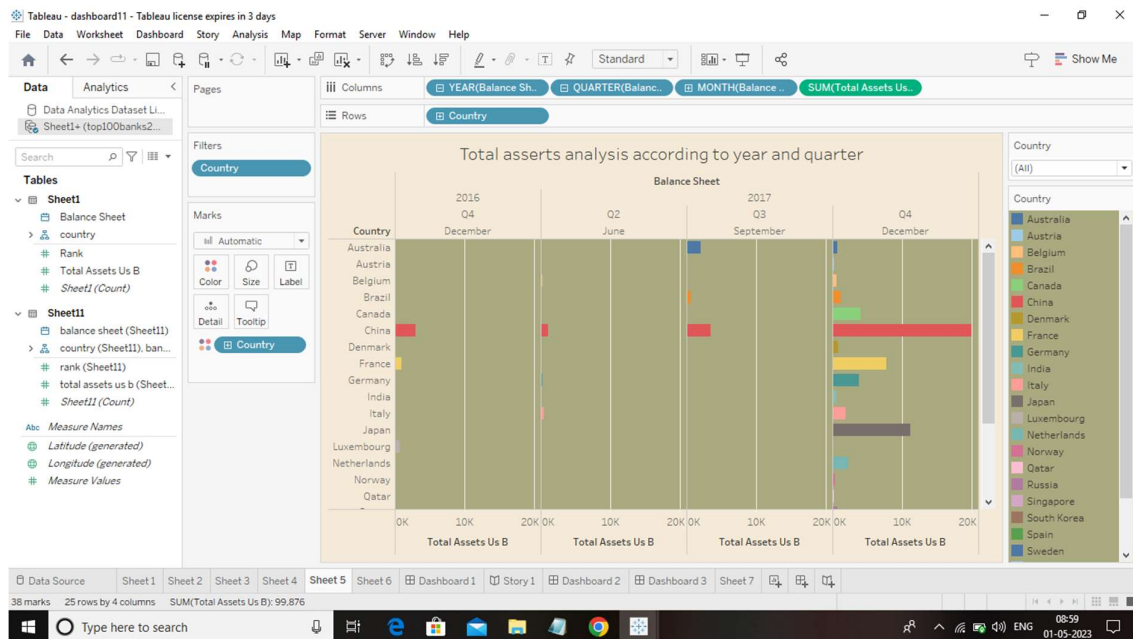 Tableau - dashboard11 - Tableau license expires in 3 days
File Data Worksheet Dashboard Story Analysis Map Format Server Window Help
Standard
Show Me
Data Analytics
Data Analytics Dataset Li...
Sheet1+ (top100banks2...
Search
Tables
Sheet1
Balance Sheet
country
Rank
Total Assets Us B
Sheet1 (Count)
Sheet11
balance sheet (Sheet11)
country (Sheet11), ban...
rank (Sheet11)
total assets us b (Sheet...
Sheet11 (Count)
Abc Measure Names
Latitude (generated)
Longitude (generated)
Measure Values
Pages
Filters
Country
Marks
Automatic
Color Size Label
Detail Tooltip
Country
Columns YEAR(Balance Sh.. QUARTER(Balanc.. MONTH(Balance .. SUM(Total Assets Us..
Rows Country
Total asserts analysis according to year and quarter
Balance Sheet
2016 2017
Q4 Q2 Q3 Q4
Country December June September December
Australia
Austria
Belgium
Brazil
Canada
China
Denmark
France
Germany
India
Italy
Japan
Luxembourg
Netherlands
Norway
Qatar
0K 10K 20K 0K 10K 20K 0K 10K 20K 0K 10K 20K
Total Assets Us B Total Assets Us B Total Assets Us B Total Assets Us B
Country
(All)
Country
Australia
Austria
Belgium
Brazil
Canada
China
Denmark
France
Germany
India
Italy
Japan
Luxembourg
Netherlands
Norway
Qatar
Russia
Singapore
South Korea
Spain
Sweden
Data Source Sheet 1 Sheet 2 Sheet 3 Sheet 4 Sheet 5 Sheet 6 Dashboard 1 Story 1 Dashboard 2 Dashboard 3 Sheet 7
38 marks 25 rows by 4 columns SUM(Total Assets Us B): 99,876
Type here to search
ENG
08:59
01-05-2023